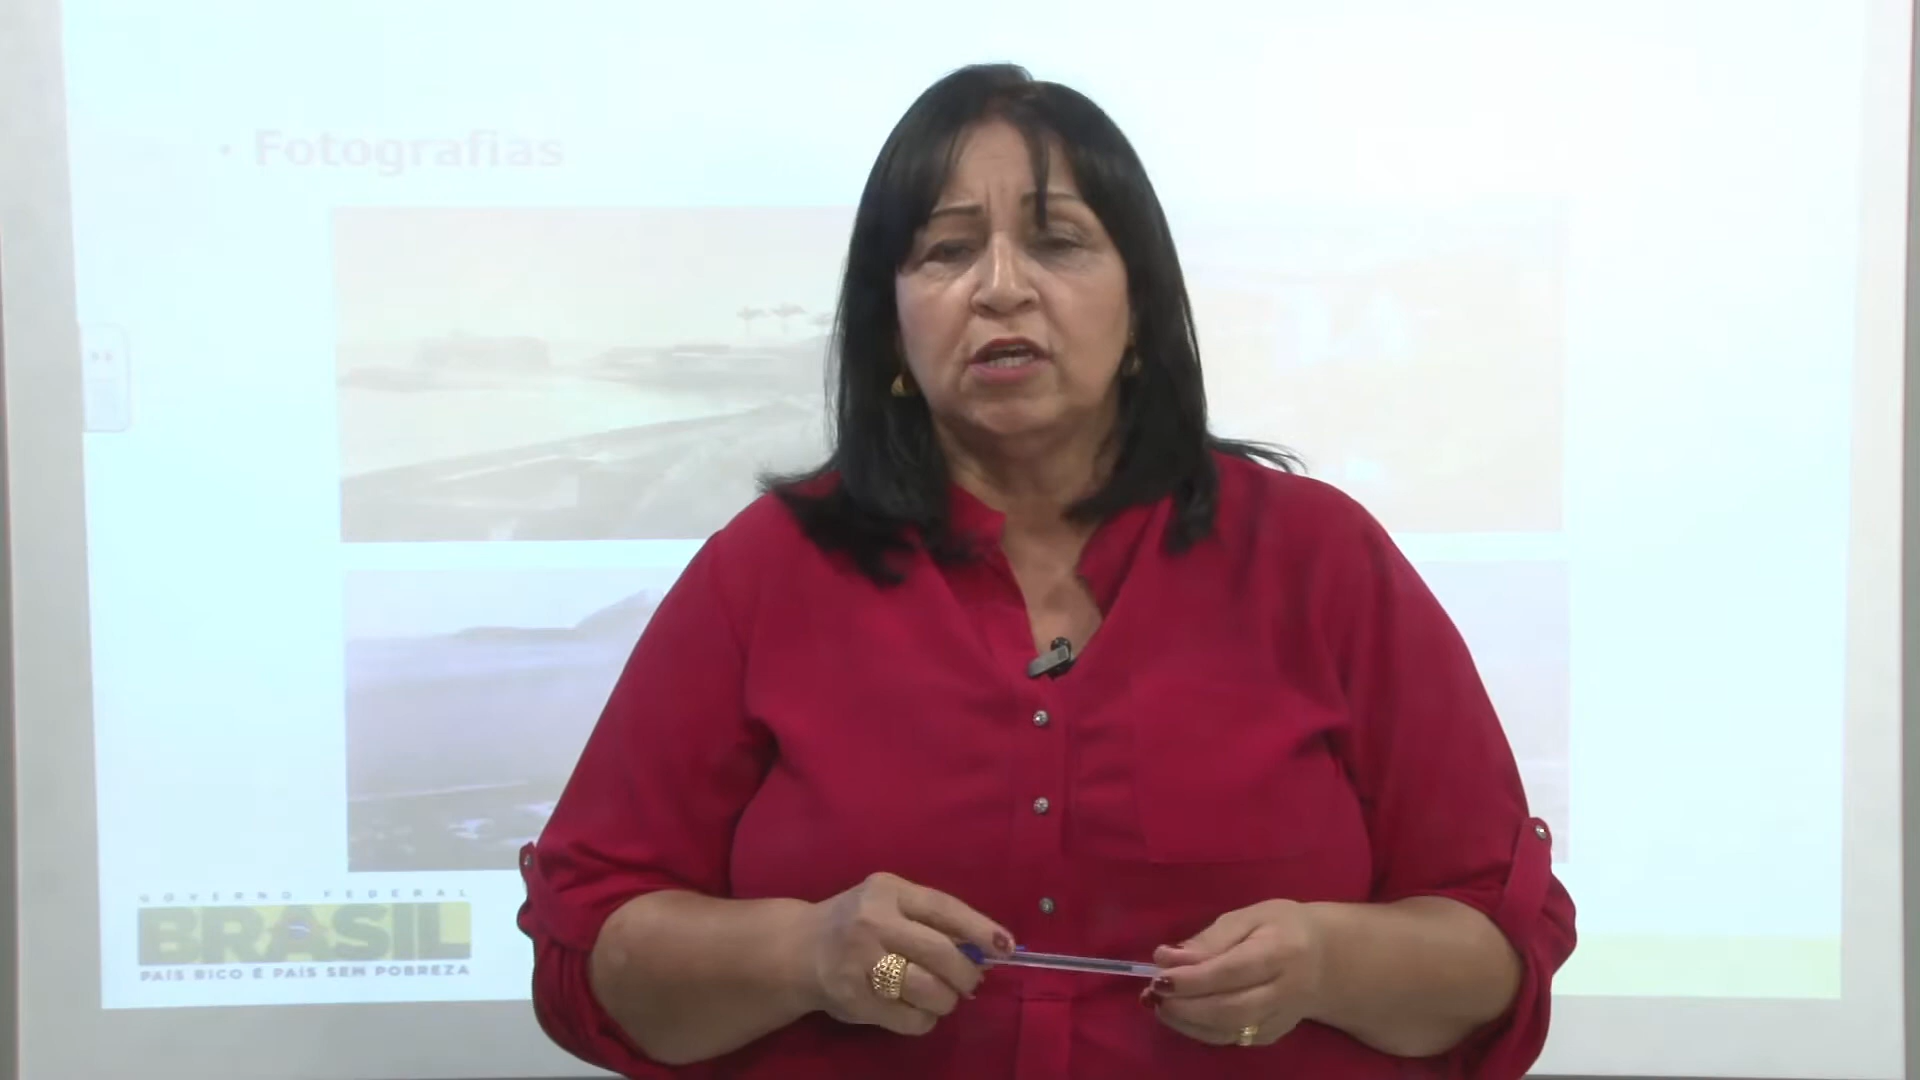 • Fotografias
GOVERNO FEDERAL
BRASIL
PAÍS RICO É PAÍS SEM POBREZA